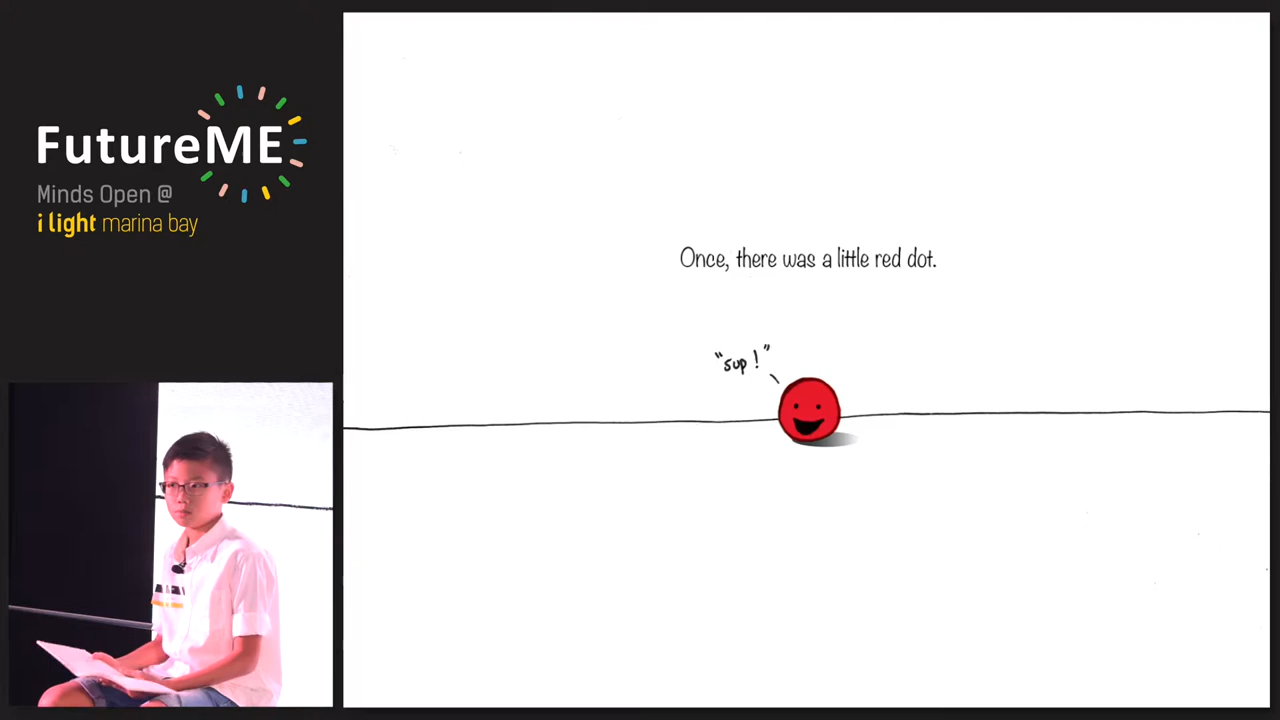 FutureME
Minds Open @
i light marina bay
Once, there was a little red dot.
"sup!"